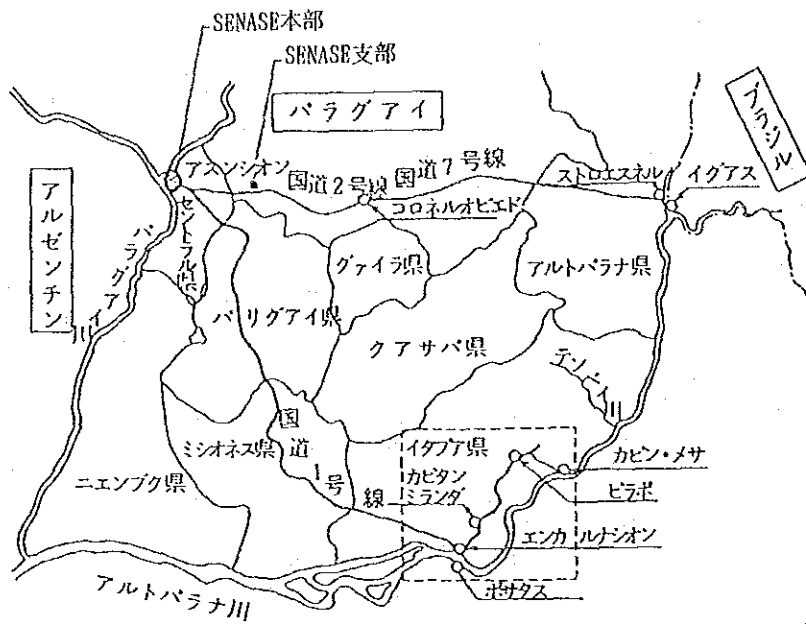 SENASE本部
SENASE支部
パラグアイ
ブラジル
アルゼンチン
アスンシオン
国道2号線
国道7号線
ストロエスネル
イグアス
コロネルオビエド
セントラル県
パラグアイ川
グァイラ県
アルトパラナ県
パリグアイ県
クアサパ県
テンベイ川
国道1号線
ミシオネス県
イタプア県
カピタン
ミランダ
カピン・メサ
ピラポ
ニェンブク県
エンカルナシオン
ポサダス
アルトパラナ川